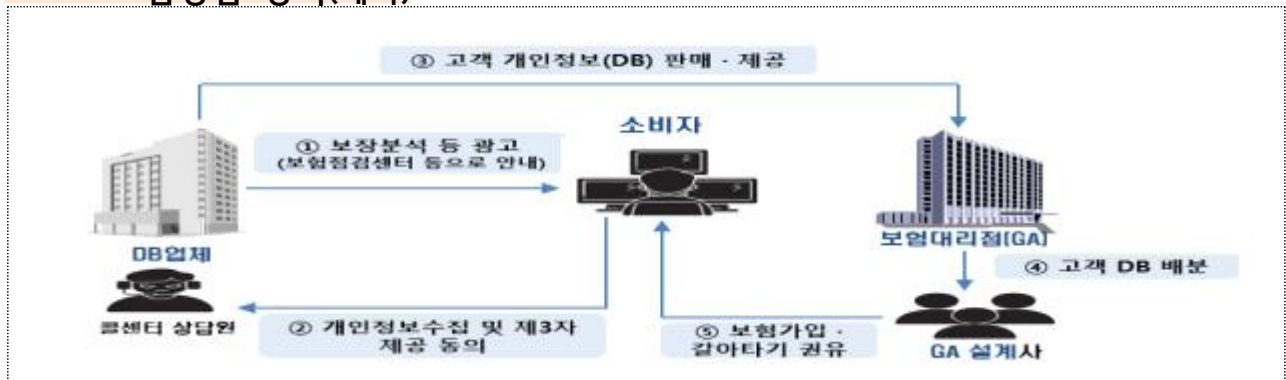 ③ 고객 개인정보(DB) 판매 · 제공
소비자
① 보장분석 등 광고
(보험점검센터 등으로 안내)
DB업체
콜센터 상담원
② 개인정보수집 및 제3자
제공 동의
보험대리점(GA)
④ 고객 DB 배분
⑤ 보험가입 ·
갈아타기 권유
GA 설계사